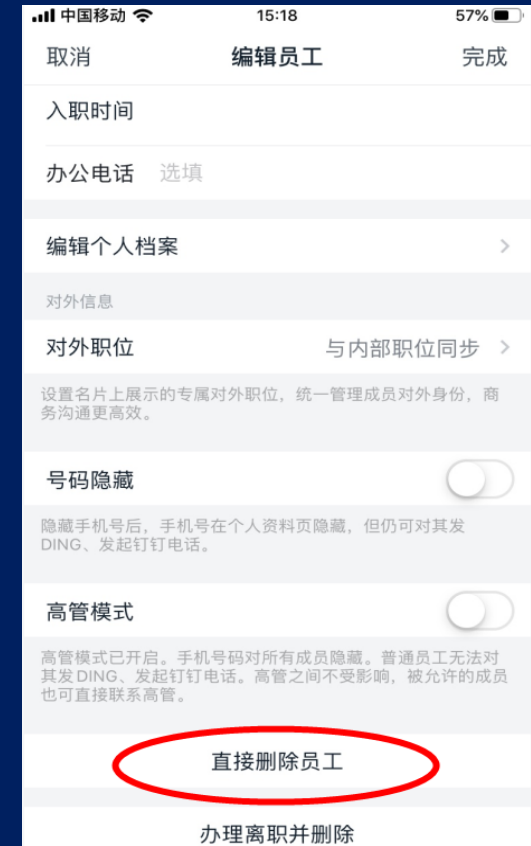 中国移动 15:18 57%
取消 编辑员工 完成
入职时间
办公电话 选填
编辑个人档案
对外信息
对外职位 与内部职位同步
设置名片上展示的专属对外职位，统一管理成员对外身份，商
务沟通更高效。
号码隐藏
隐藏手机号后，手机号在个人资料页隐藏，但仍可对其发
DING、发起钉钉电话。
高管模式
高管模式已开启。手机号码对所有成员隐藏。普通员工无法对
其发DING、发起钉钉电话。高管之间不受影响，被允许的成员
也可直接联系高管。
直接删除员工
办理离职并删除